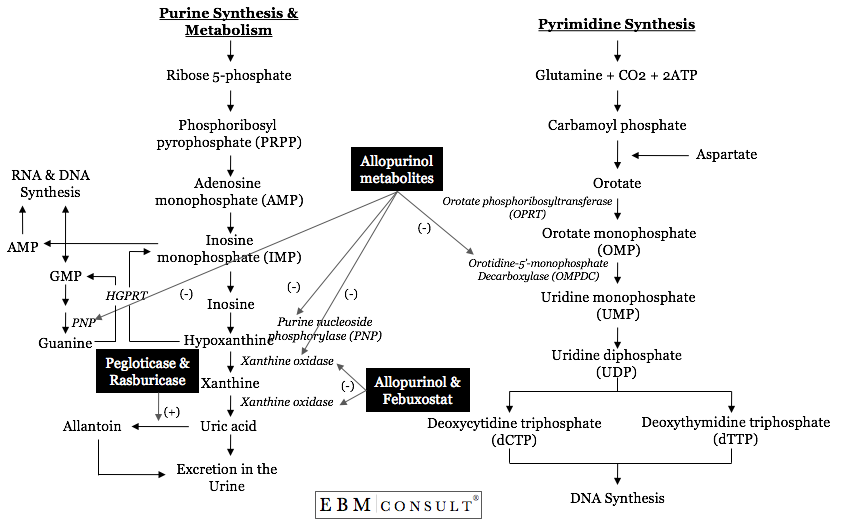 Purine Synthesis &
Metabolism
Ribose 5-phosphate
Phosphoribosyl
pyrophosphate (PRPP)
Adenosine
monophosphate (AMP)
Inosine
monophosphate (IMP)
Inosine
Hypoxanthine
Xanthine
Uric acid
Excretion in the
Urine
RNA & DNA
Synthesis
AMP
GMP
HGPRT
PNP
Guanine
(-)
Pegloticase &
Rasburicase
(+)
Allantoin
Allopurinol
metabolites
(-)
(-)
(-)
Purine nucleoside
phosphorylase (PNP)
Xanthine oxidase
Xanthine oxidase
(-)
Allopurinol &
Febuxostat
Pyrimidine Synthesis
Glutamine + CO2 + 2ATP
Carbamoyl phosphate
Aspartate
Orotate
Orotate phosphoribosyltransferase
(OPRT)
Orotate monophosphate
(OMP)
Orotidine-5'-monophosphate
Decarboxylase (OMPDC)
Uridine monophosphate
(UMP)
Uridine diphosphate
(UDP)
Deoxycytidine triphosphate
(dCTP)
Deoxythymidine triphosphate
(dTTP)
DNA Synthesis
EBM CONSULT®